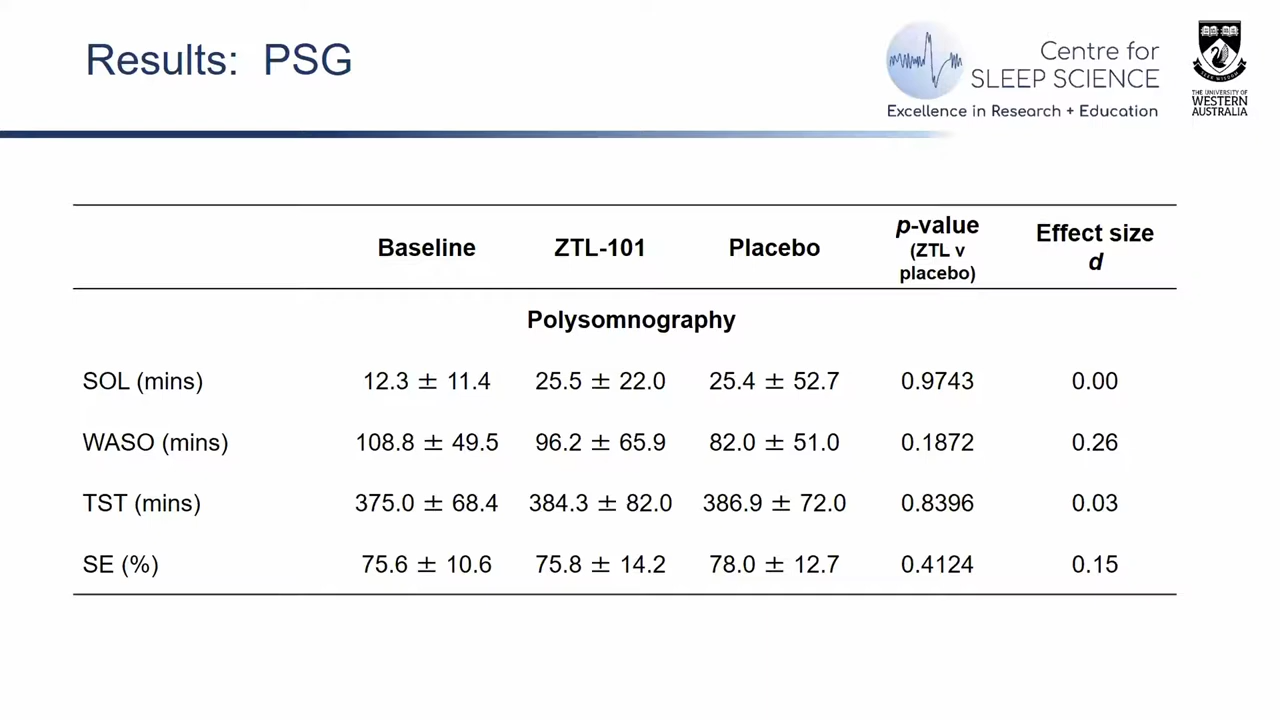 Results: PSG
Centre for
SLEEP SCIENCE
Excellence in Research + Education
THE UNIVERSITY OF
WESTERN
AUSTRALIA
Baseline ZTL-101 Placebo p-value (ZTL v placebo) Effect size d
Polysomnography
SOL (mins) 12.3 ± 11.4 25.5 ± 22.0 25.4 ± 52.7 0.9743 0.00
WASO (mins) 108.8 ± 49.5 96.2 ± 65.9 82.0 ± 51.0 0.1872 0.26
TST (mins) 375.0 ± 68.4 384.3 ± 82.0 386.9 ± 72.0 0.8396 0.03
SE (%) 75.6 ± 10.6 75.8 ± 14.2 78.0 ± 12.7 0.4124 0.15